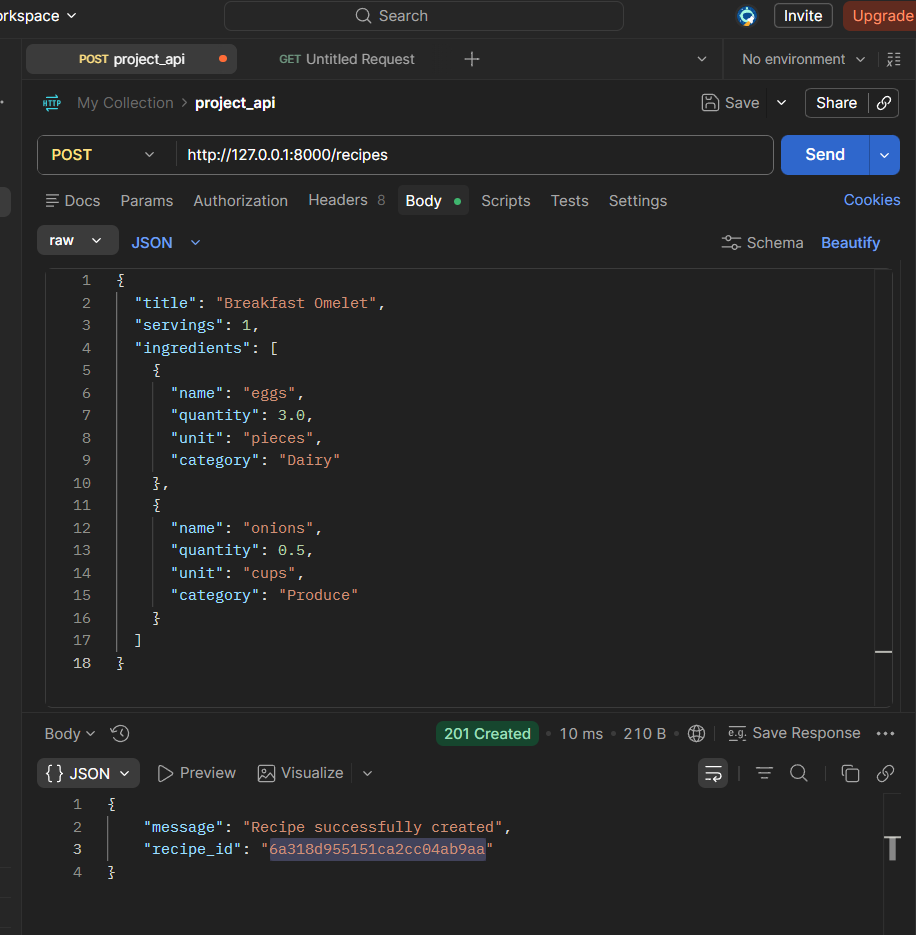 orkspace
Search
Invite
Upgrade
POST project_api
GET Untitled Request
No environment
HTTP
My Collection > project_api
Save
Share
POST
http://127.0.0.1:8000/recipes
Send
Docs
Params
Authorization
Headers 8
Body
Scripts
Tests
Settings
Cookies
raw
JSON
Schema
Beautify
1 {
2 "title": "Breakfast Omelet",
3 "servings": 1,
4 "ingredients": [
5 {
6 "name": "eggs",
7 "quantity": 3.0,
8 "unit": "pieces",
9 "category": "Dairy"
10 },
11 {
12 "name": "onions",
13 "quantity": 0.5,
14 "unit": "cups",
15 "category": "Produce"
16 }
17 ]
18 }
Body
201 Created • 10 ms • 210 B •
e.g. Save Response
{} JSON
Preview
Visualize
1 {
2 "message": "Recipe successfully created",
3 "recipe_id": "6a318d955151ca2cc04ab9aa"
4 }